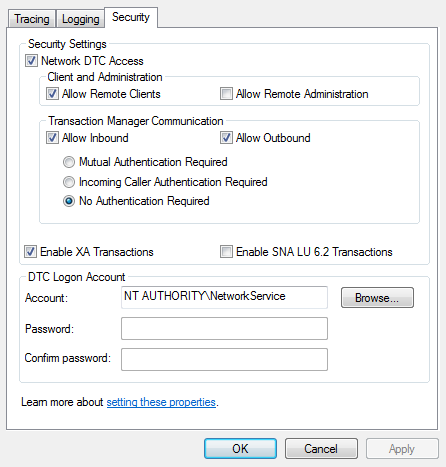 Tracing Logging Security
Security Settings
Network DTC Access
Client and Administration
Allow Remote Clients Allow Remote Administration
Transaction Manager Communication
Allow Inbound Allow Outbound
Mutual Authentication Required
Incoming Caller Authentication Required
No Authentication Required
Enable XA Transactions Enable SNA LU 6.2 Transactions
DTC Logon Account
Account: NT AUTHORITY\NetworkService Browse...
Password:
Confirm password:
Learn more about setting these properties.
OK Cancel Apply